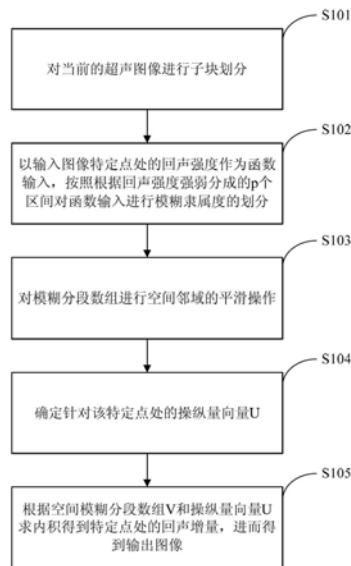 S101
对当前的超声图像进行子块划分
S102
以输入图像特定点处的回声强度作为函数
输入，按照根据回声强度强弱分成的p个
区间对函数输入进行模糊隶属度的划分
S103
对模糊分段数组进行空间邻域的平滑操作
S104
确定针对该特定点处的操纵量向量U
S105
根据空间模糊分段数组V和操纵量向量U
求内积得到特定点处的回声增量，进而得
到输出图像